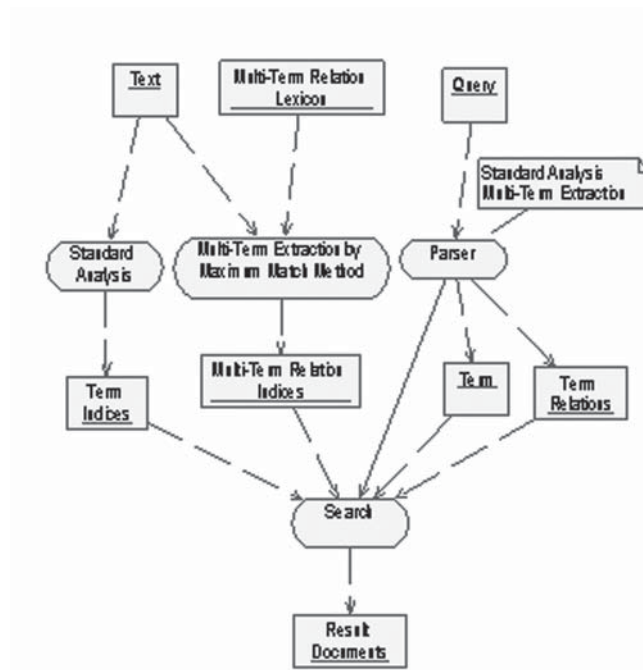 Text
Multi-Term Relation
Lexicon
Query
Standard Analysis
Multi-Term Extraction
Standard
Analysis
Multi-Term Extraction by
Maximum Match Method
Parser
Term
Indices
Multi-Term Relation
Indices
Term
Term
Relations
Search
Result
Documents